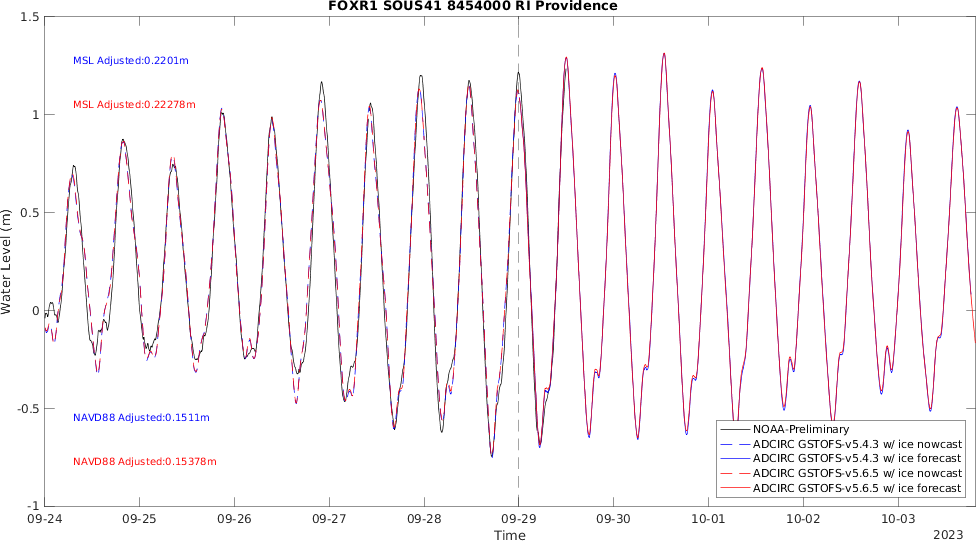 FOXR1 SOUS41 8454000 RI Providence
1.5
MSL Adjusted:0.2201m
MSL Adjusted:0.22278m
1
0.5
Water Level (m)
0
-0.5
NAVD88 Adjusted:0.1511m
NAVD88 Adjusted:0.15378m
-1
NOAA-Preliminary
ADCIRC GSTOFS-v5.4.3 w/ ice nowcast
ADCIRC GSTOFS-v5.4.3 w/ ice forecast
ADCIRC GSTOFS-v5.6.5 w/ ice nowcast
ADCIRC GSTOFS-v5.6.5 w/ ice forecast
09-24 09-25 09-26 09-27 09-28 09-29 09-30 10-01 10-02 10-03
Time
2023